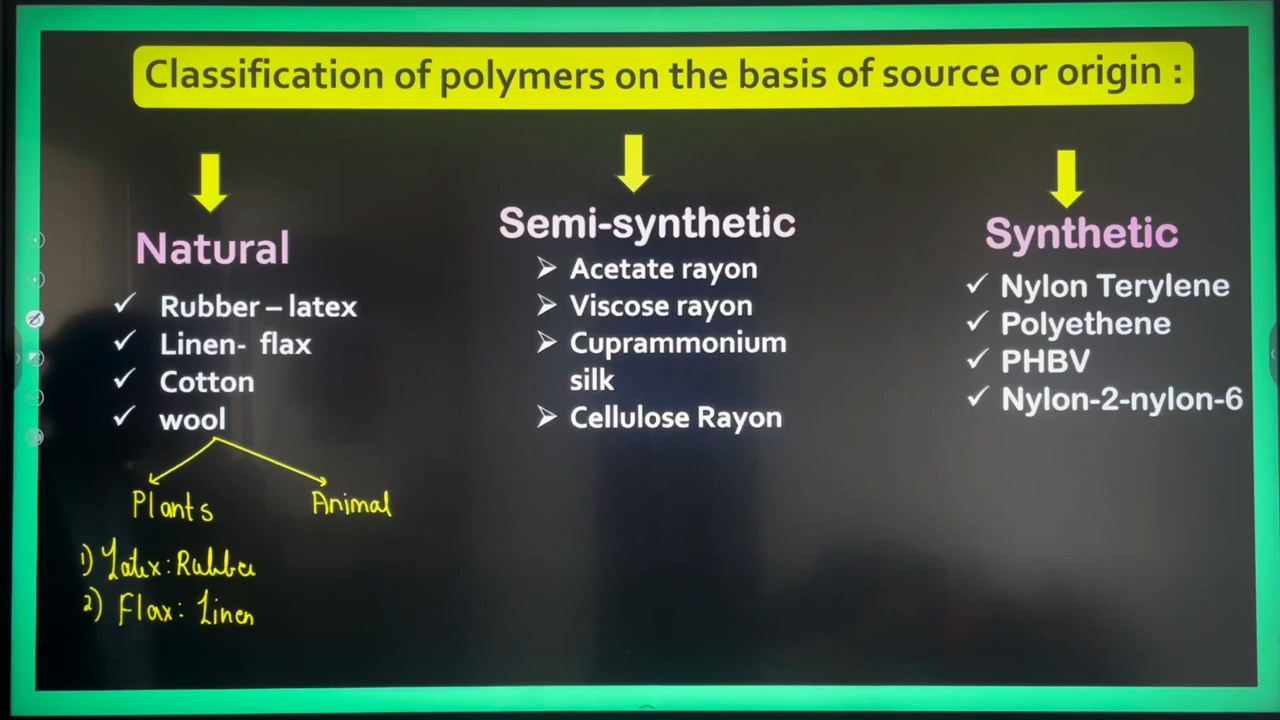 Classification of polymers on the basis of source or origin :
Natural
✓ Rubber – latex
✓ Linen- flax
✓ Cotton
✓ wool
Plants
Animal
1) Latex: Rubber
2) Flax: Linen
Semi-synthetic
➢ Acetate rayon
➢ Viscose rayon
➢ Cuprammonium
silk
➢ Cellulose Rayon
Synthetic
✓ Nylon Terylene
✓ Polyethene
✓ PHBV
✓ Nylon-2-nylon-6